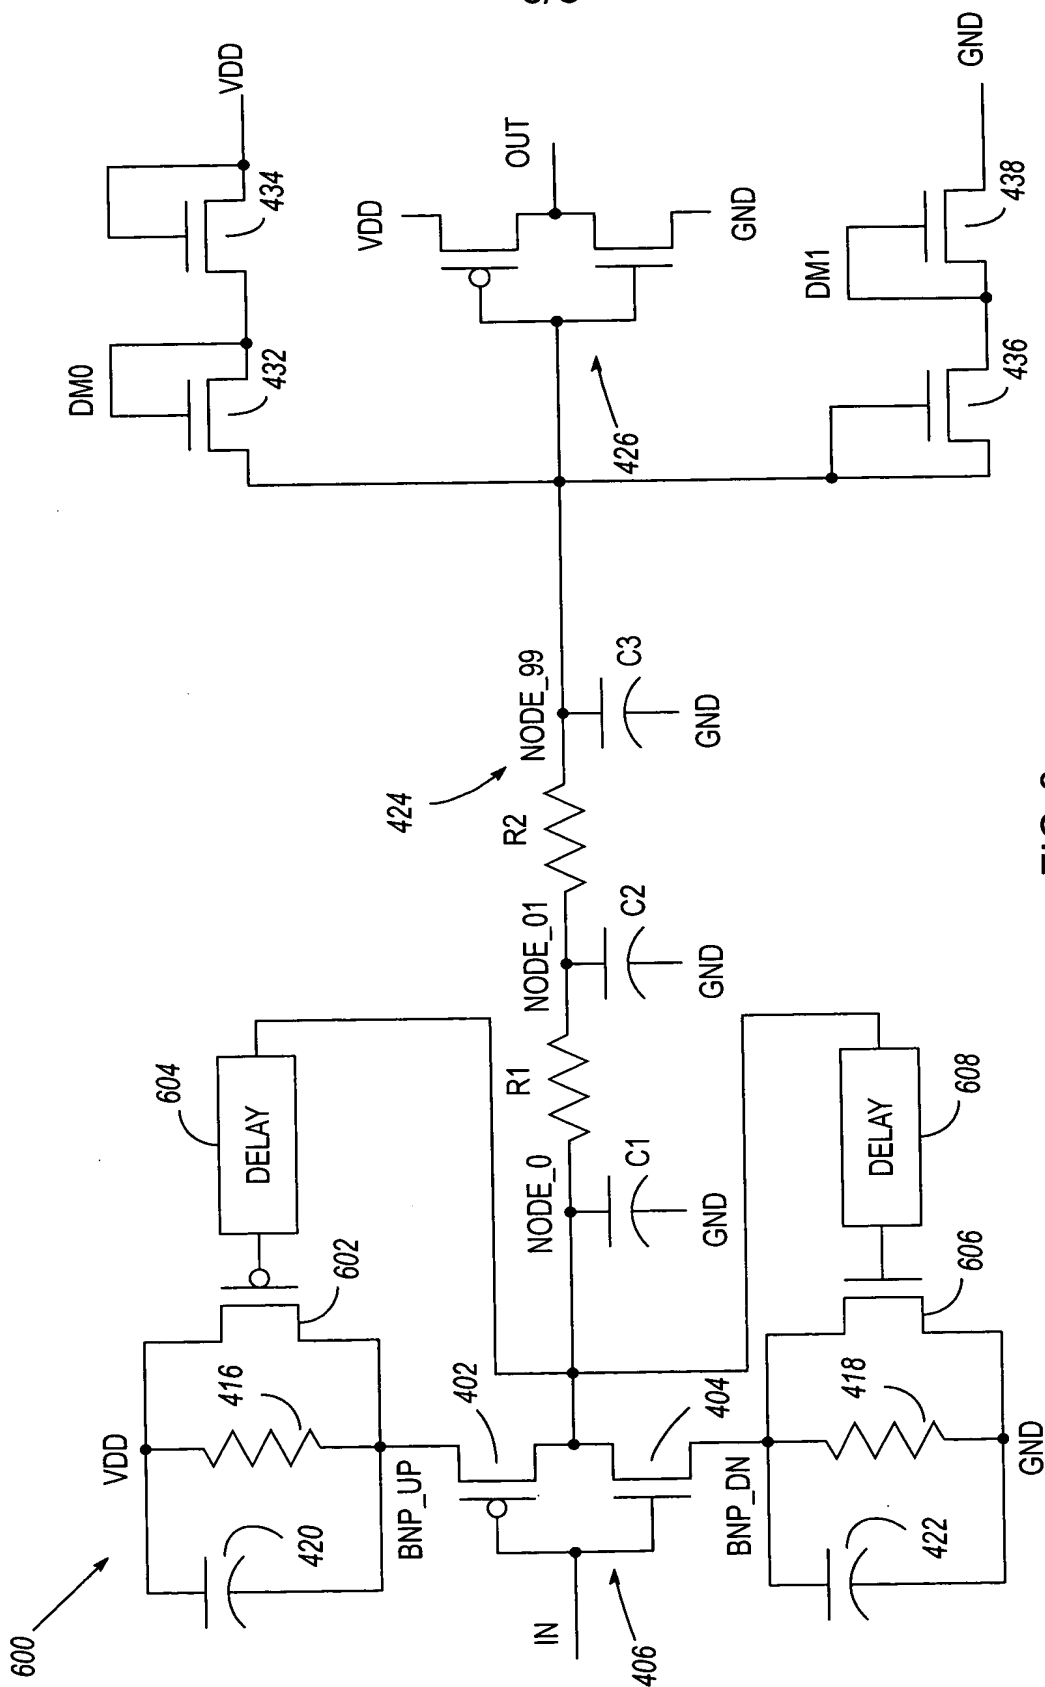 600
VDD
420
416
602
604
DELAY
BNP_UP
402
IN
406
404
BNP_DN
422
418
606
608
DELAY
GND
NODE_0
C1
GND
R1
NODE_01
C2
GND
R2
424
NODE_99
C3
GND
DM0
432
434
VDD
426
VDD
OUT
GND
DM1
436
438
GND